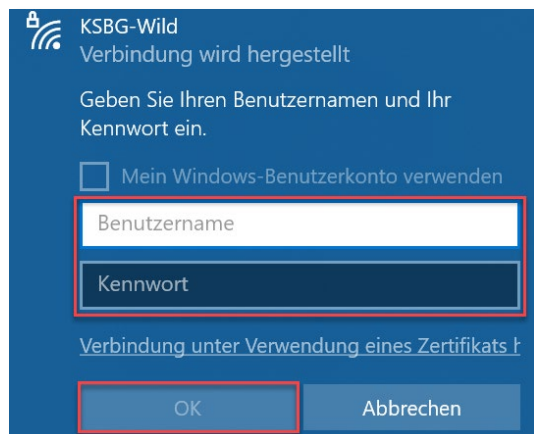 KSBG-Wild
Verbindung wird hergestellt
Geben Sie Ihren Benutzernamen und Ihr
Kennwort ein.
Mein Windows-Benutzerkonto verwenden
Benutzername
Kennwort
Verbindung unter Verwendung eines Zertifikats h
OK
Abbrechen